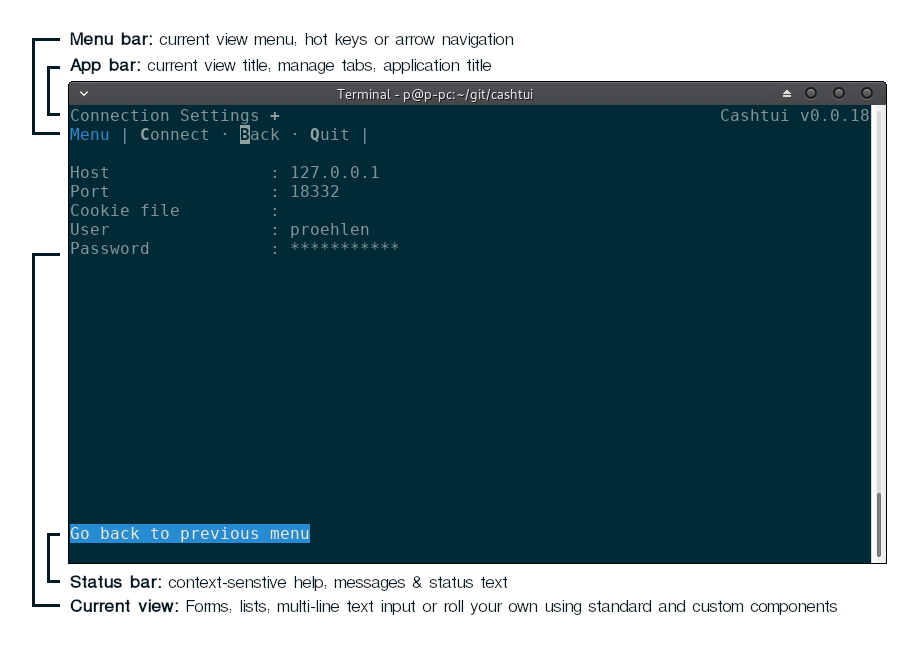 Menu bar: current view menu, hot keys or arrow navigation
App bar: current view title, manage tabs, application title
Terminal - p@p-pc:~/git/cashtui
Connection Settings + Cashtui v0.0.18
Menu | Connect · Back · Quit |
Host : 127.0.0.1
Port : 18332
Cookie file :
User : proehlen
Password : ***********
Go back to previous menu
Status bar: context-senstive help, messages & status text
Current view: Forms, lists, multi-line text input or roll your own using standard and custom components